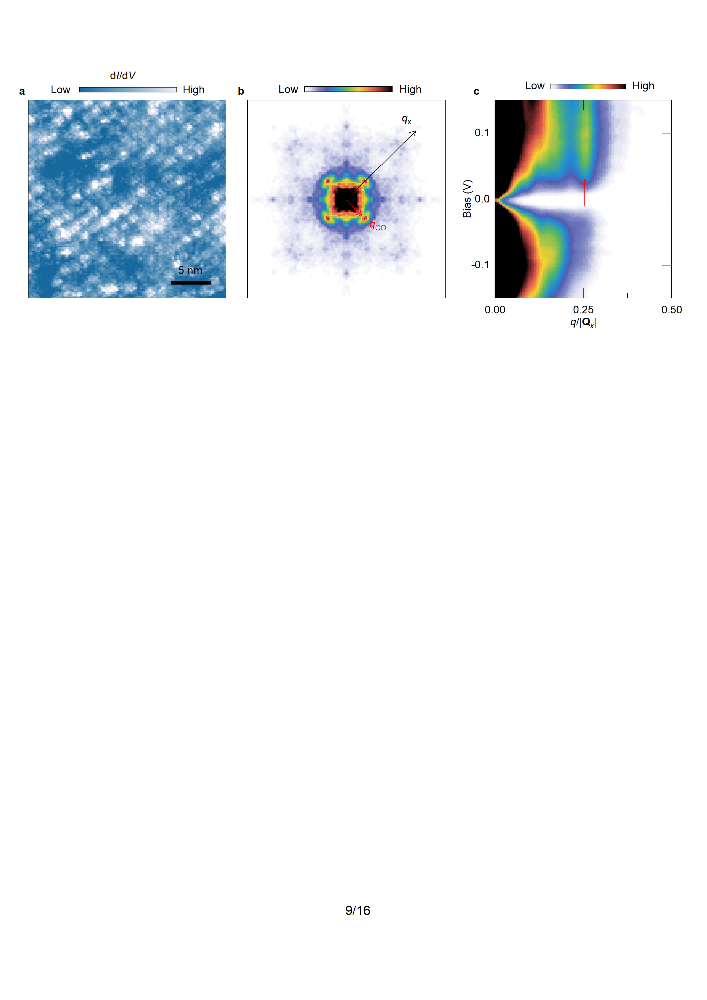 a
dI/dV
Low
High
5 nm
b
Low
High
qx
qCO
c
Low
High
Bias (V)
0.1
0.0
-0.1
0.00
0.25
0.50
q/|Qx|
9/16